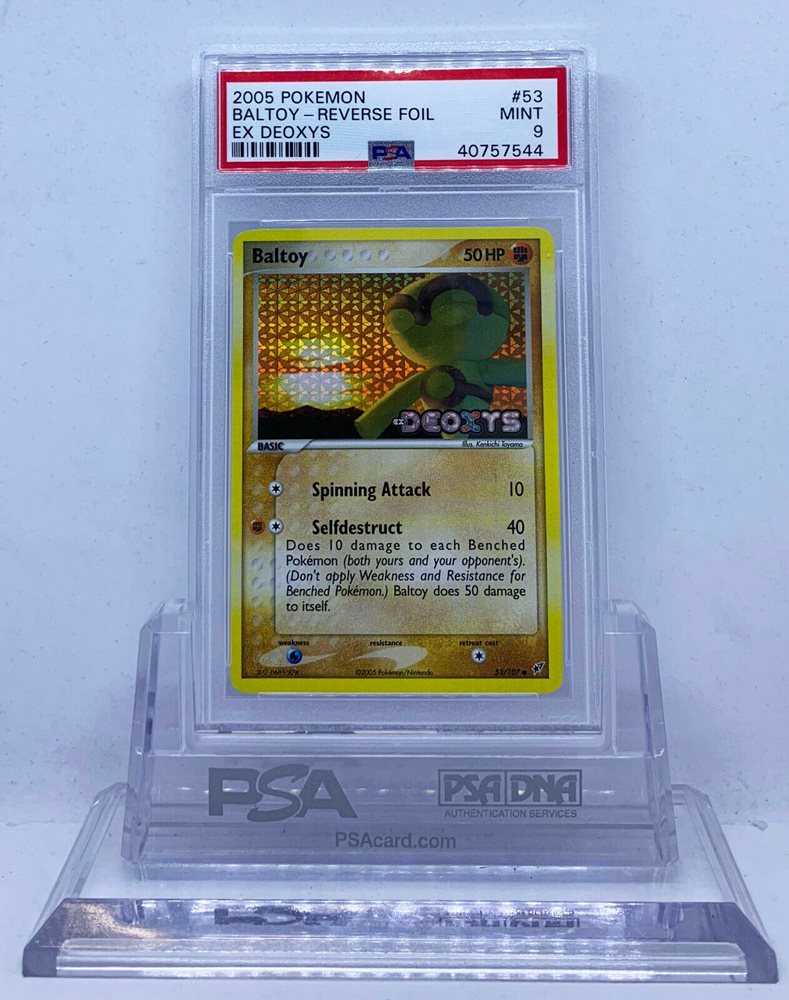 2005 POKEMON #53
BALTOY - REVERSE FOIL MINT
EX DEOXYS 9
PSA 40757544
Baltoy 50 HP
ex DEOXYS
BASIC Illus. Kenkichi Toyama
Spinning Attack 10
Selfdestruct 40
Does 10 damage to each Benched
Pokémon (both yours and your opponent's).
(Don't apply Weakness and Resistance for
Benched Pokémon.) Baltoy does 50 damage
to itself.
weakness resistance retreat cost
©2005 Pokémon/Nintendo 53/107
PSA PSA DNA
AUTHENTICATION SERVICES
PSAcard.com